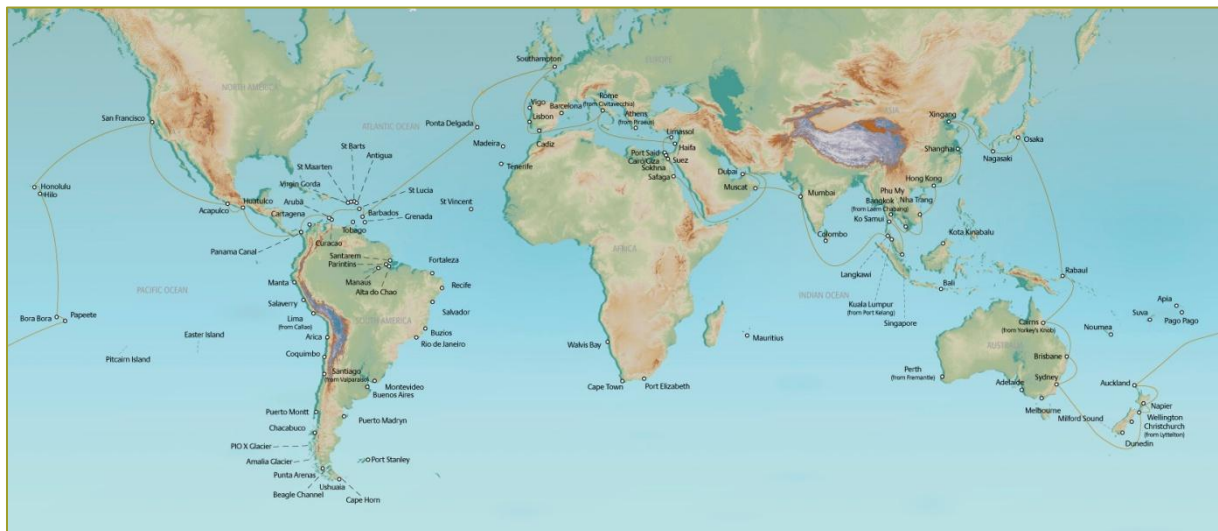 NORTH AMERICA
EUROPE
ASIA
Southampton
Vigo
Barcelona
Rome
(from Civitavecchia)
Lisbon
Athens
(from Piraeus)
Cadiz
ATLANTIC OCEAN
Ponta Delgada
Madeira
Tenerife
San Francisco
St Barts
St Maarten
Antigua
Virgin Gorda
St Lucia
Aruba
Cartagena
Barbados
Grenada
Tobago
St Vincent
Honolulu
Hilo
Acapulco
Huatulco
Panama Canal
Curacao
Limassol
Haifa
Port Said
Cairo/Giza
Suez
Sokhna
Safaga
Dubai
Muscat
Mumbai
Colombo
Xingang
Osaka
Shanghai
Nagasaki
Hong Kong
Phu My
Bangkok
(from Laem Chabang)
Nha Trang
Ko Samui
Kota Kinabalu
Langkawi
Kuala Lumpur
(from Port Kelang)
Singapore
Bali
Rabaul
Santarem
Parintins
Manaus
Alta do Chao
Fortaleza
Recife
Salvador
Buzios
Rio de Janeiro
Manta
Salaverry
Lima
(from Callao)
Arica
Coquimbo
Santiago
(from Valparaiso)
PACIFIC OCEAN
SOUTH AMERICA
AFRICA
INDIAN OCEAN
AUSTRALIA
Bora Bora
Papeete
Easter Island
Pitcairn Island
Montevideo
Buenos Aires
Puerto Montt
Puerto Madryn
Chacabuco
PIO X Glacier
Amalia Glacier
Port Stanley
Punta Arenas
Ushuaia
Beagle Channel
Cape Horn
Walvis Bay
Cape Town
Port Elizabeth
Mauritius
Apia
Suva
Pago Pago
Noumea
Cairns
(from Yorkey's Knob)
Brisbane
Perth
(from Fremantle)
Adelaide
Sydney
Melbourne
Auckland
Napier
Milford Sound
Wellington
Christchurch
(from Lyttelton)
Dunedin